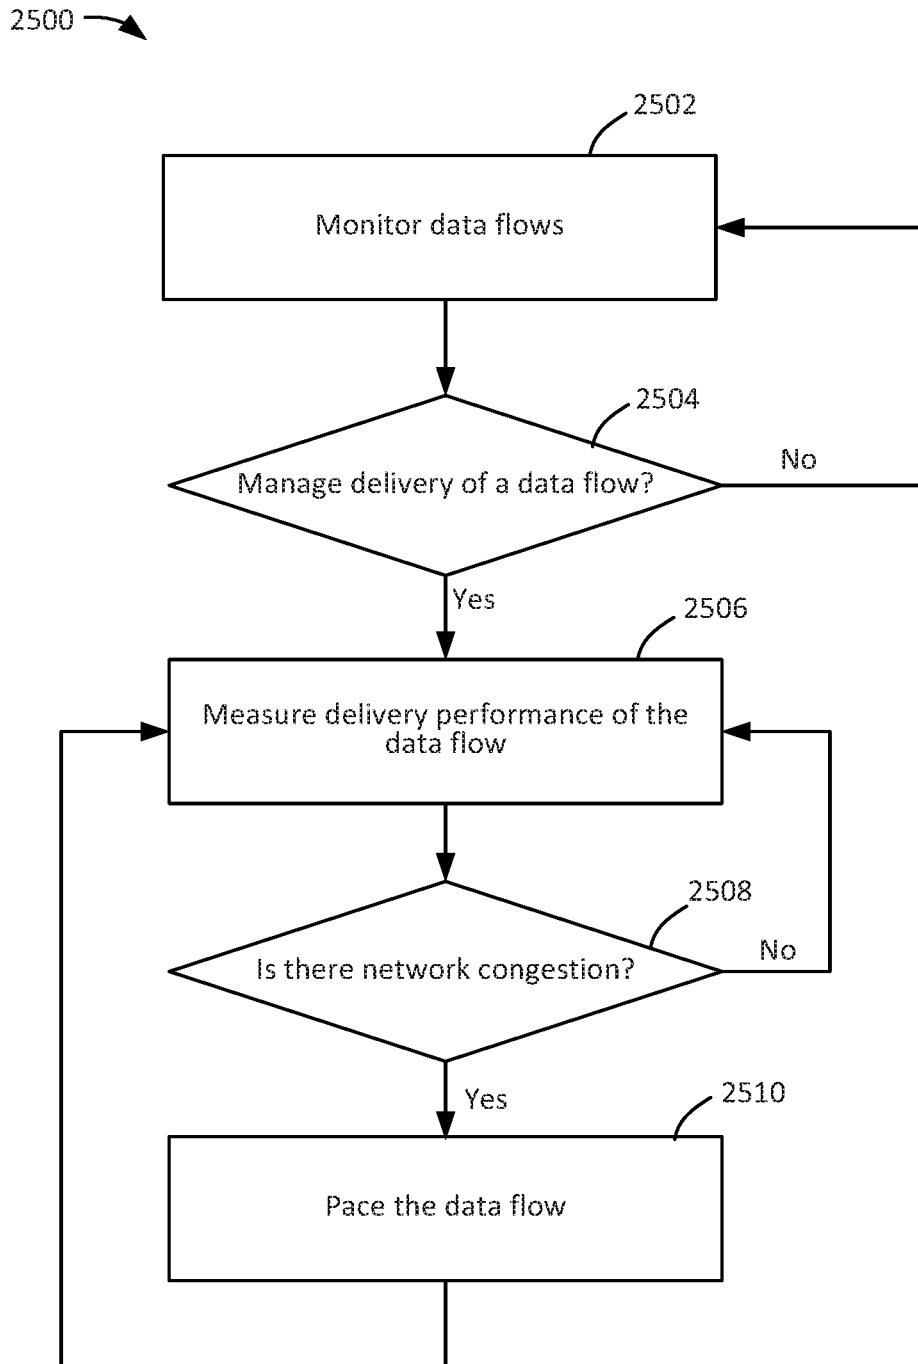 2500
2502
Monitor data flows
2504
Manage delivery of a data flow?
No
Yes
2506
Measure delivery performance of the
data flow
2508
Is there network congestion?
No
Yes
2510
Pace the data flow